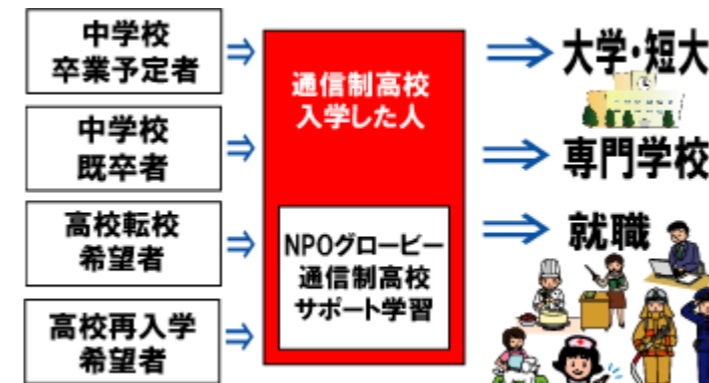 中学校
卒業予定者
中学校
既卒者
高校転校
希望者
高校再入学
希望者
通信制高校
入学した人
NPOグロービー
通信制高校
サポート学習
大学・短大
専門学校
就職